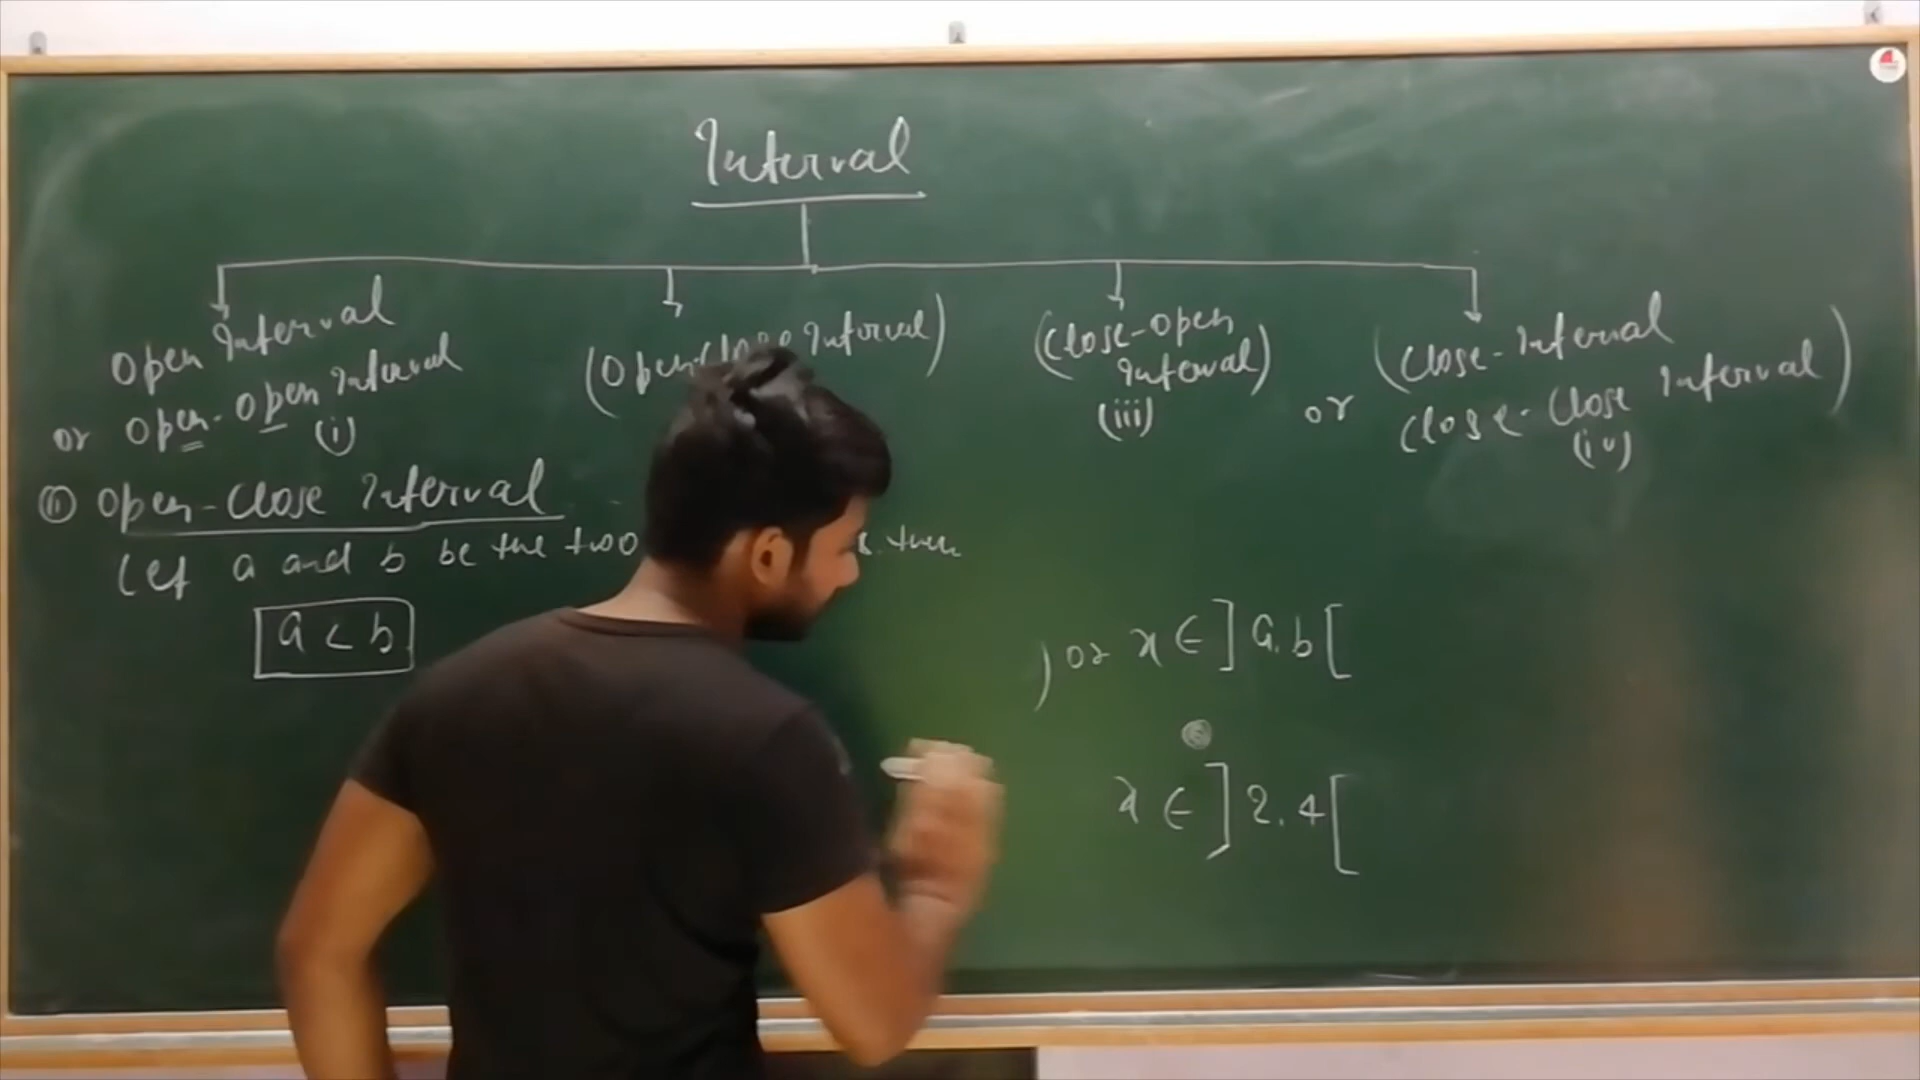 Interval
Open Interval
or Open-Open Interval
(i)
(Open-Close Interval)
(Close-Open
Interval)
(iii)
(Close-Interval
or Close-Close Interval)
(iv)
(ii) Open-Close Interval
Let a and b be the two then
a < b
) or x ∈ ] a, b [
x ∈ ] 2, 4 [